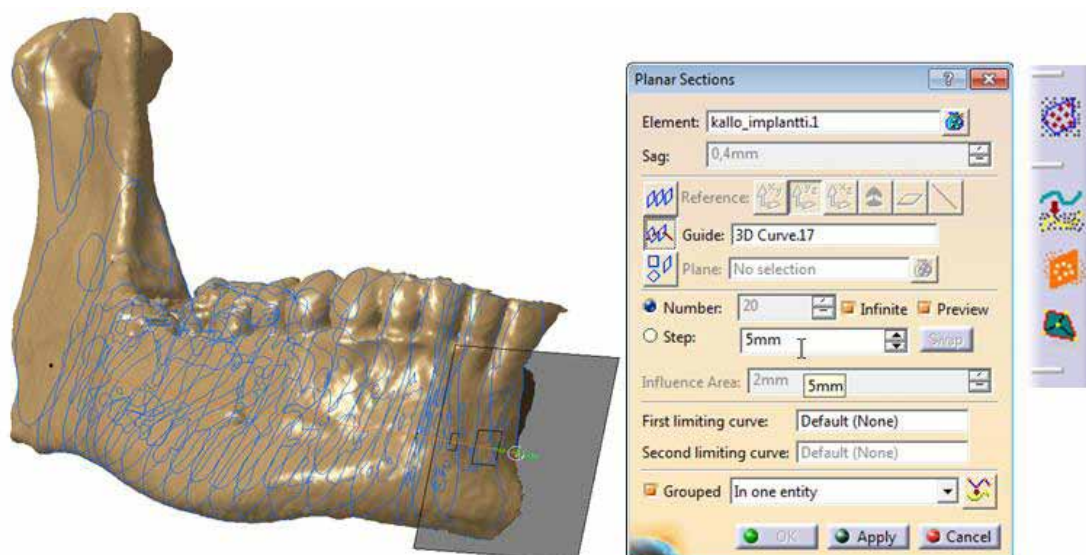 Planar Sections
Element: kallo_implantti.1
Sag: 0,4mm
Reference:
Guide: 3D Curve.17
Plane: No selection
Number: 20 Infinite Preview
Step: 5mm Swap
Influence Area: 2mm 5mm
First limiting curve: Default (None)
Second limiting curve: Default (None)
Grouped In one entity
OK Apply Cancel